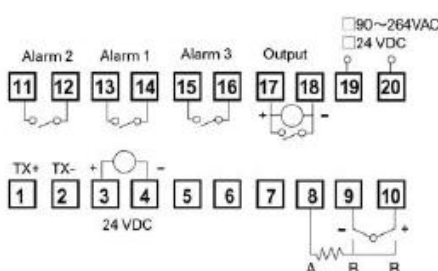 □90～264VAC
□24 VDC
Alarm 2 Alarm 1 Alarm 3 Output
11 12 13 14 15 16 17 18 19 20
+ -
TX+ TX- + -
1 2 3 4 5 6 7 8 9 10
24 VDC
- +
A B B